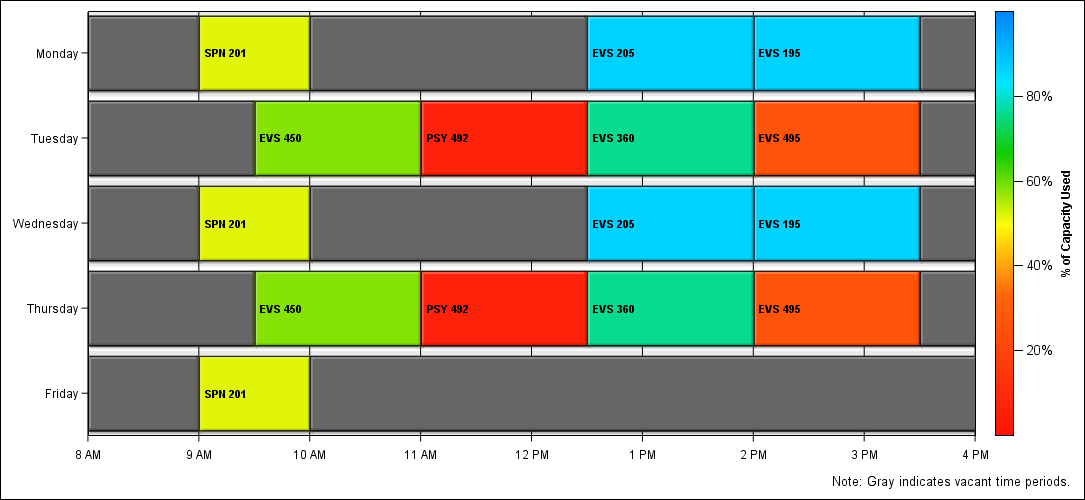 Monday
SPN 201
EVS 205
EVS 195
Tuesday
EVS 450
PSY 492
EVS 360
EVS 495
Wednesday
SPN 201
EVS 205
EVS 195
Thursday
EVS 450
PSY 492
EVS 360
EVS 495
Friday
SPN 201
8 AM
9 AM
10 AM
11 AM
12 PM
1 PM
2 PM
3 PM
4 PM
80%
60%
40%
20%
% of Capacity Used
Note: Gray indicates vacant time periods.